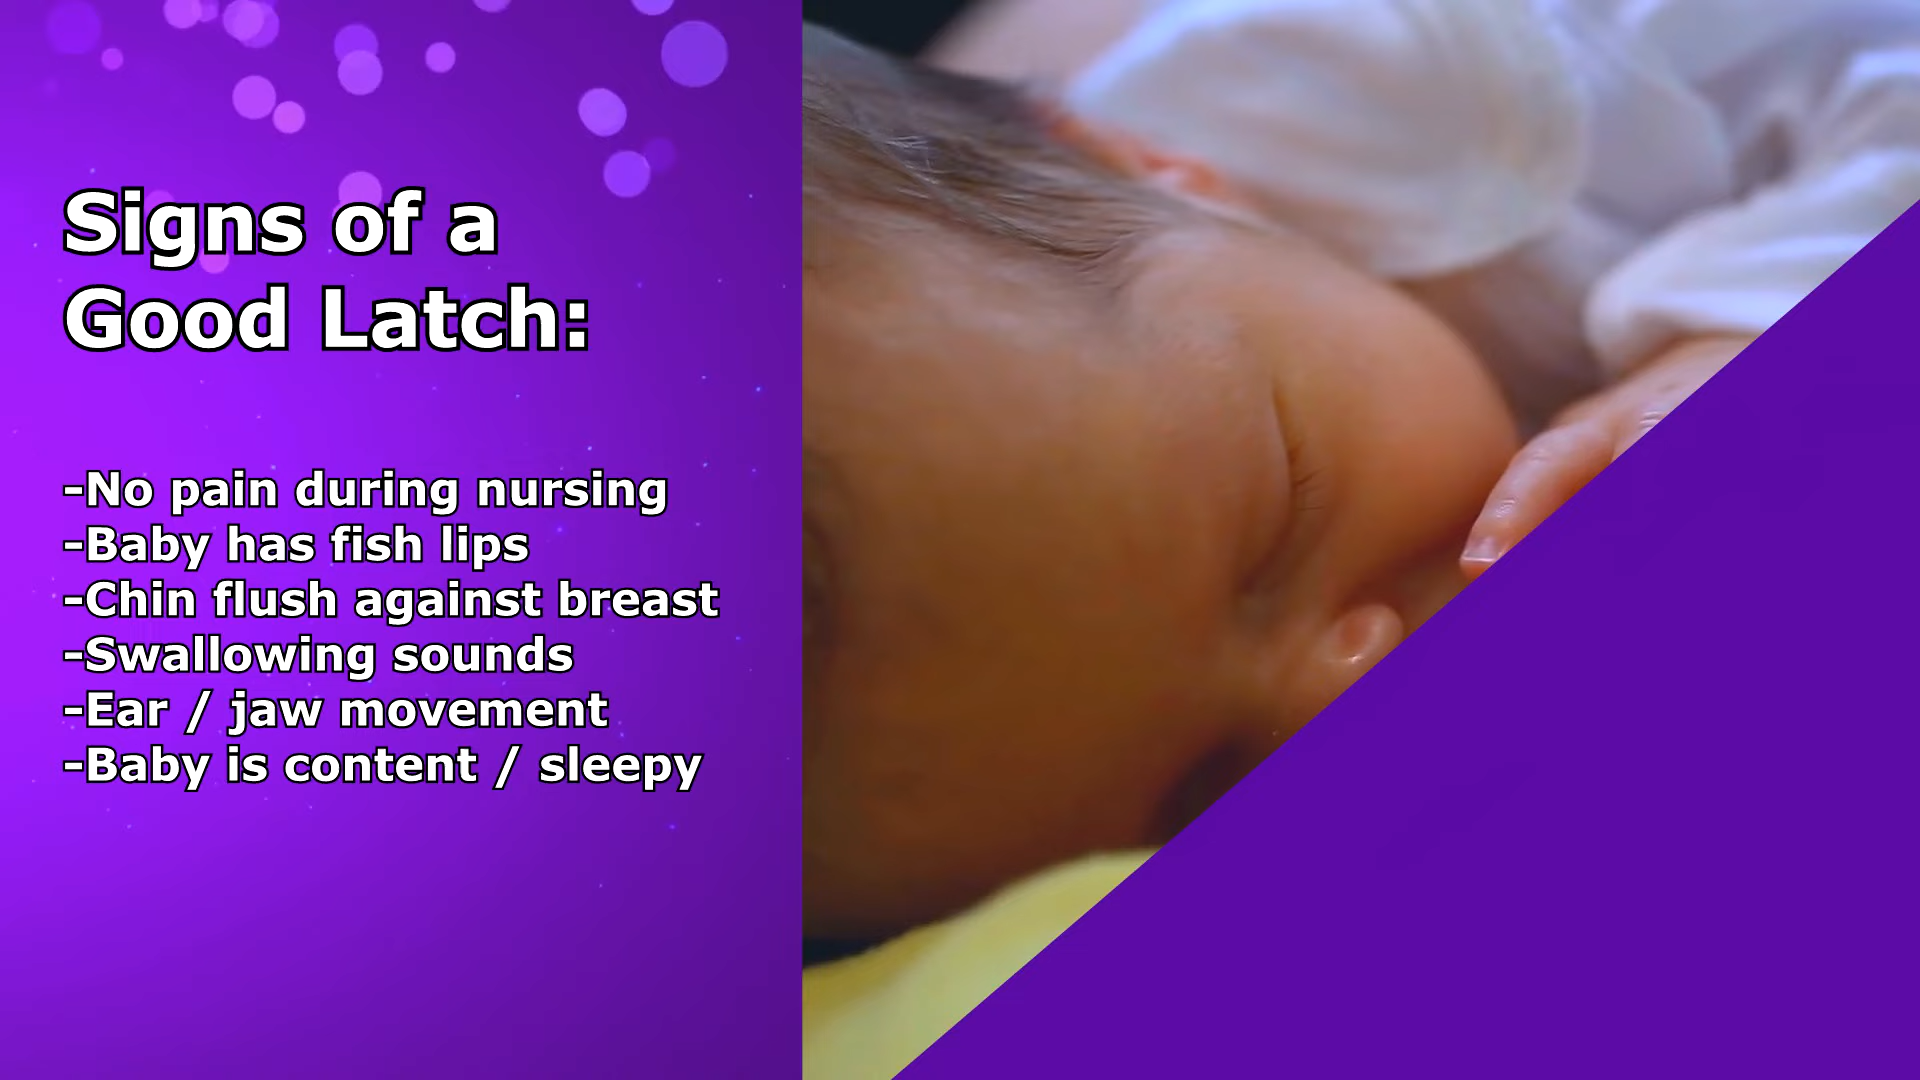 Signs of a
Good Latch:
-No pain during nursing
-Baby has fish lips
-Chin flush against breast
-Swallowing sounds
-Ear / jaw movement
-Baby is content / sleepy